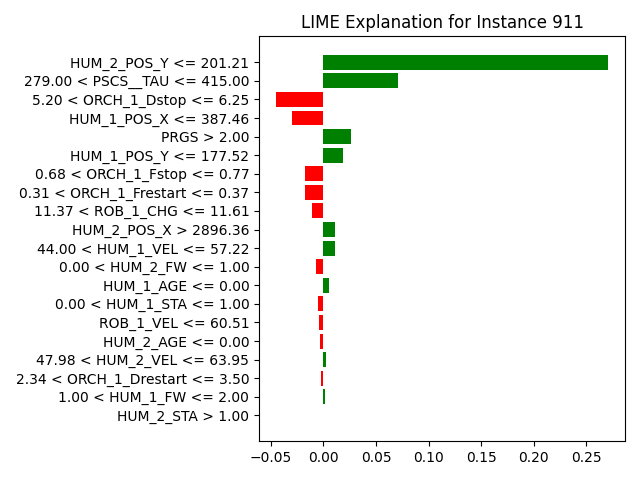 LIME Explanation for Instance 911
HUM_2_POS_Y <= 201.21
279.00 < PSCS__TAU <= 415.00
5.20 < ORCH_1_Dstop <= 6.25
HUM_1_POS_X <= 387.46
PRGS > 2.00
HUM_1_POS_Y <= 177.52
0.68 < ORCH_1_Fstop <= 0.77
0.31 < ORCH_1_Frestart <= 0.37
11.37 < ROB_1_CHG <= 11.61
HUM_2_POS_X > 2896.36
44.00 < HUM_1_VEL <= 57.22
0.00 < HUM_2_FW <= 1.00
HUM_1_AGE <= 0.00
0.00 < HUM_1_STA <= 1.00
ROB_1_VEL <= 60.51
HUM_2_AGE <= 0.00
47.98 < HUM_2_VEL <= 63.95
2.34 < ORCH_1_Drestart <= 3.50
1.00 < HUM_1_FW <= 2.00
HUM_2_STA > 1.00
−0.05 0.00 0.05 0.10 0.15 0.20 0.25